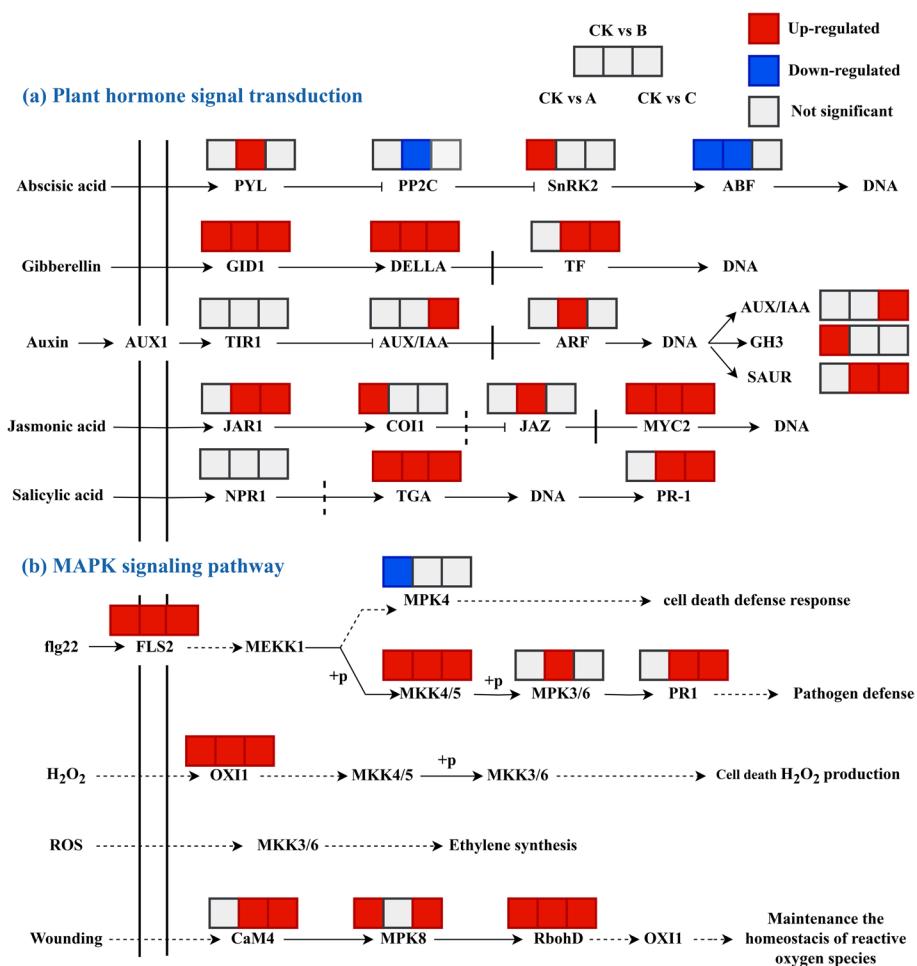 CK vs B
Up-regulated
Down-regulated
CK vs A CK vs C
Not significant
(a) Plant hormone signal transduction
Abscisic acid PYL PP2C SnRK2 ABF DNA
Gibberellin GID1 DELLA TF DNA
AUX/IAA
Auxin AUX1 TIR1 AUX/IAA ARF DNA GH3
SAUR
Jasmonic acid JAR1 COI1 JAZ MYC2 DNA
Salicylic acid NPR1 TGA DNA PR-1
(b) MAPK signaling pathway
MPK4 cell death defense response
flg22 FLS2 MEKK1
+p +p
MKK4/5 MPK3/6 PR1 Pathogen defense
+p
H₂O₂ OXI1 MKK4/5 MKK3/6 Cell death H₂O₂ production
ROS MKK3/6 Ethylene synthesis
Wounding CaM4 MPK8 RbohD OXI1
Maintenance the
homeostacis of reactive
oxygen species